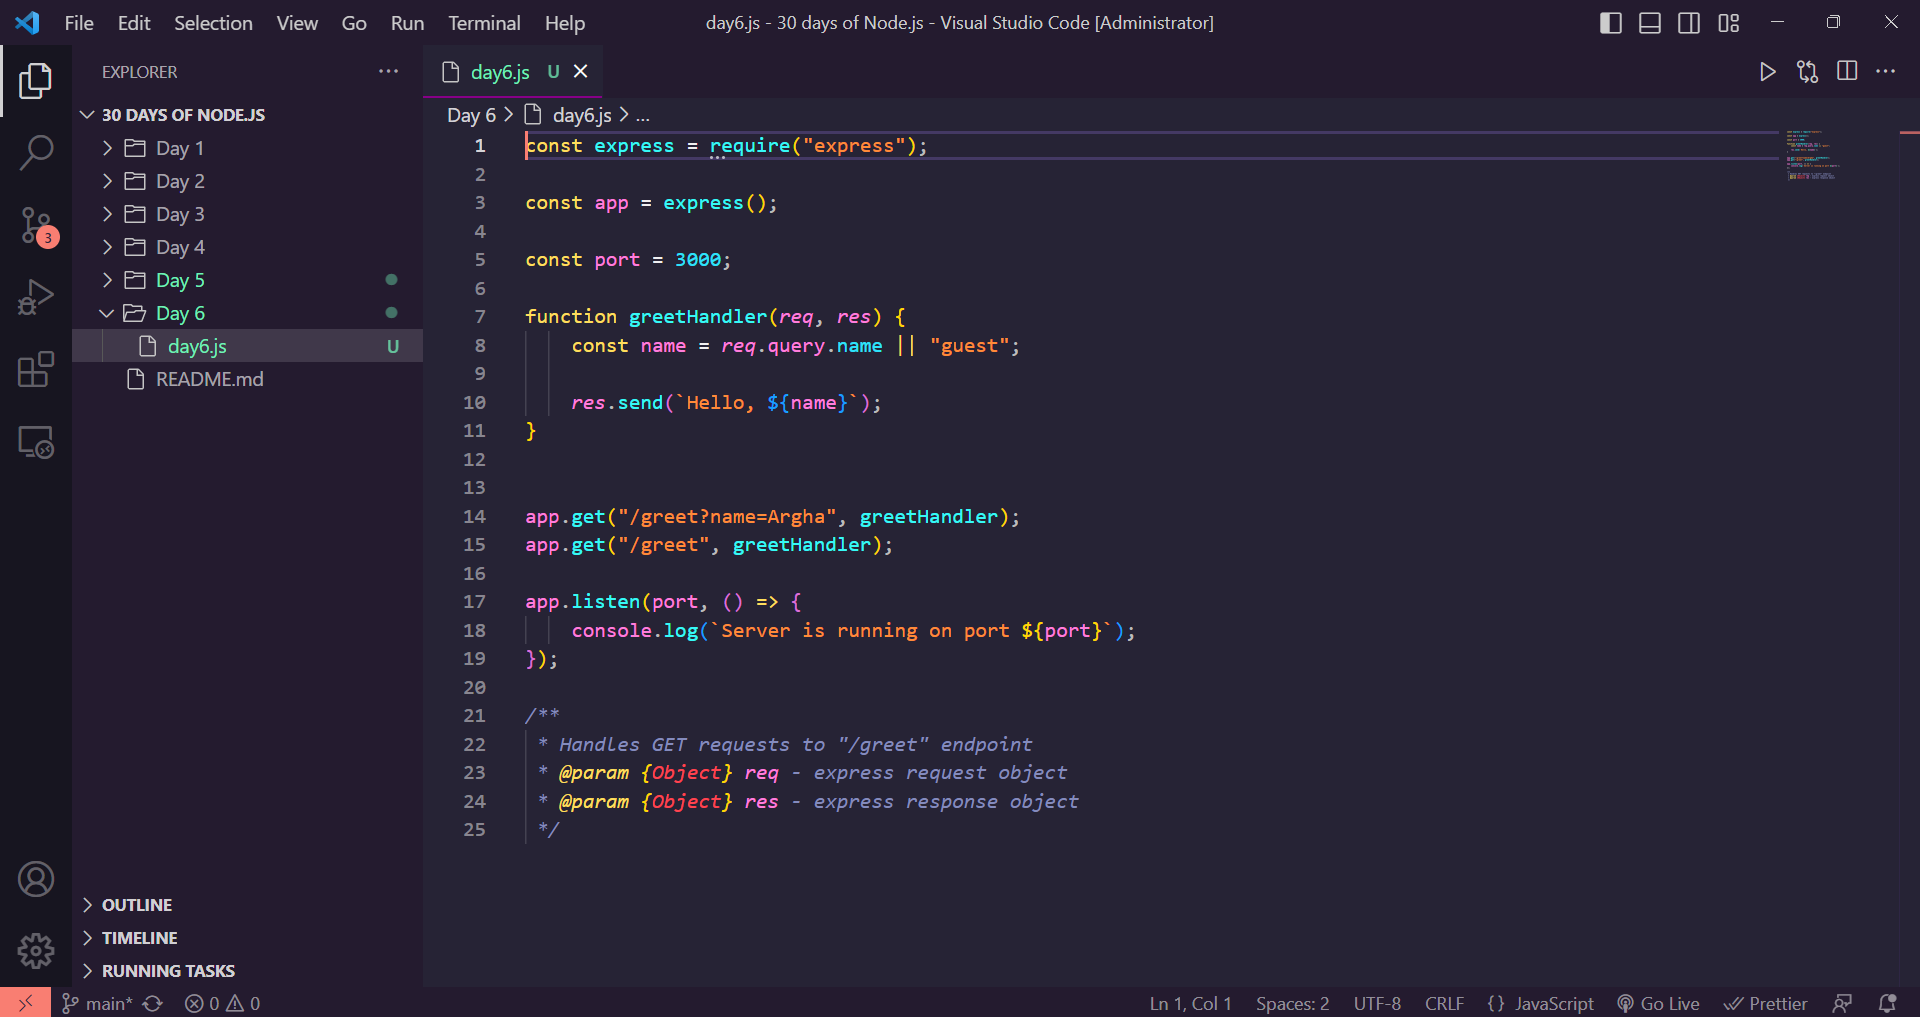 File Edit Selection View Go Run Terminal Help
day6.js - 30 days of Node.js - Visual Studio Code [Administrator]
EXPLORER
30 DAYS OF NODE.JS
Day 1
Day 2
Day 3
Day 4
Day 5
Day 6
day6.js U
README.md
3
OUTLINE
TIMELINE
RUNNING TASKS
day6.js U
Day 6 > day6.js > ...
1 const express = require("express");
2
3 const app = express();
4
5 const port = 3000;
6
7 function greetHandler(req, res) {
8 const name = req.query.name || "guest";
9
10 res.send(`Hello, ${name}`);
11 }
12
13
14 app.get("/greet?name=Argha", greetHandler);
15 app.get("/greet", greetHandler);
16
17 app.listen(port, () => {
18 console.log(`Server is running on port ${port}`);
19 });
20
21 /**
22 * Handles GET requests to "/greet" endpoint
23 * @param {Object} req - express request object
24 * @param {Object} res - express response object
25 */
main* 0 0
Ln 1, Col 1 Spaces: 2 UTF-8 CRLF {} JavaScript Go Live Prettier